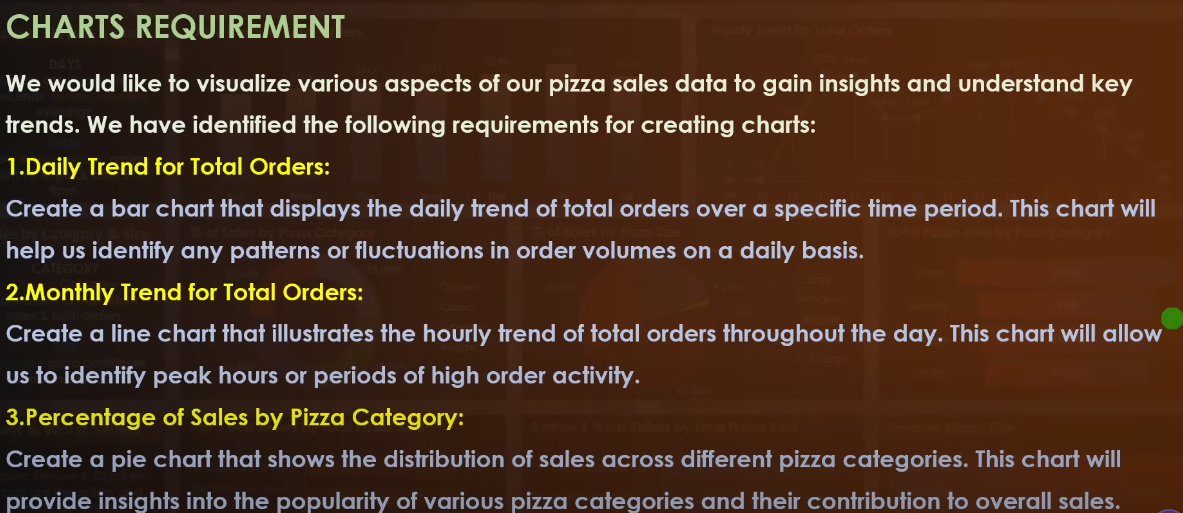 CHARTS REQUIREMENT
We would like to visualize various aspects of our pizza sales data to gain insights and understand key
trends. We have identified the following requirements for creating charts:
1.Daily Trend for Total Orders:
Create a bar chart that displays the daily trend of total orders over a specific time period. This chart will
help us identify any patterns or fluctuations in order volumes on a daily basis.
2.Monthly Trend for Total Orders:
Create a line chart that illustrates the hourly trend of total orders throughout the day. This chart will allow
us to identify peak hours or periods of high order activity.
3.Percentage of Sales by Pizza Category:
Create a pie chart that shows the distribution of sales across different pizza categories. This chart will
provide insights into the popularity of various pizza categories and their contribution to overall sales.